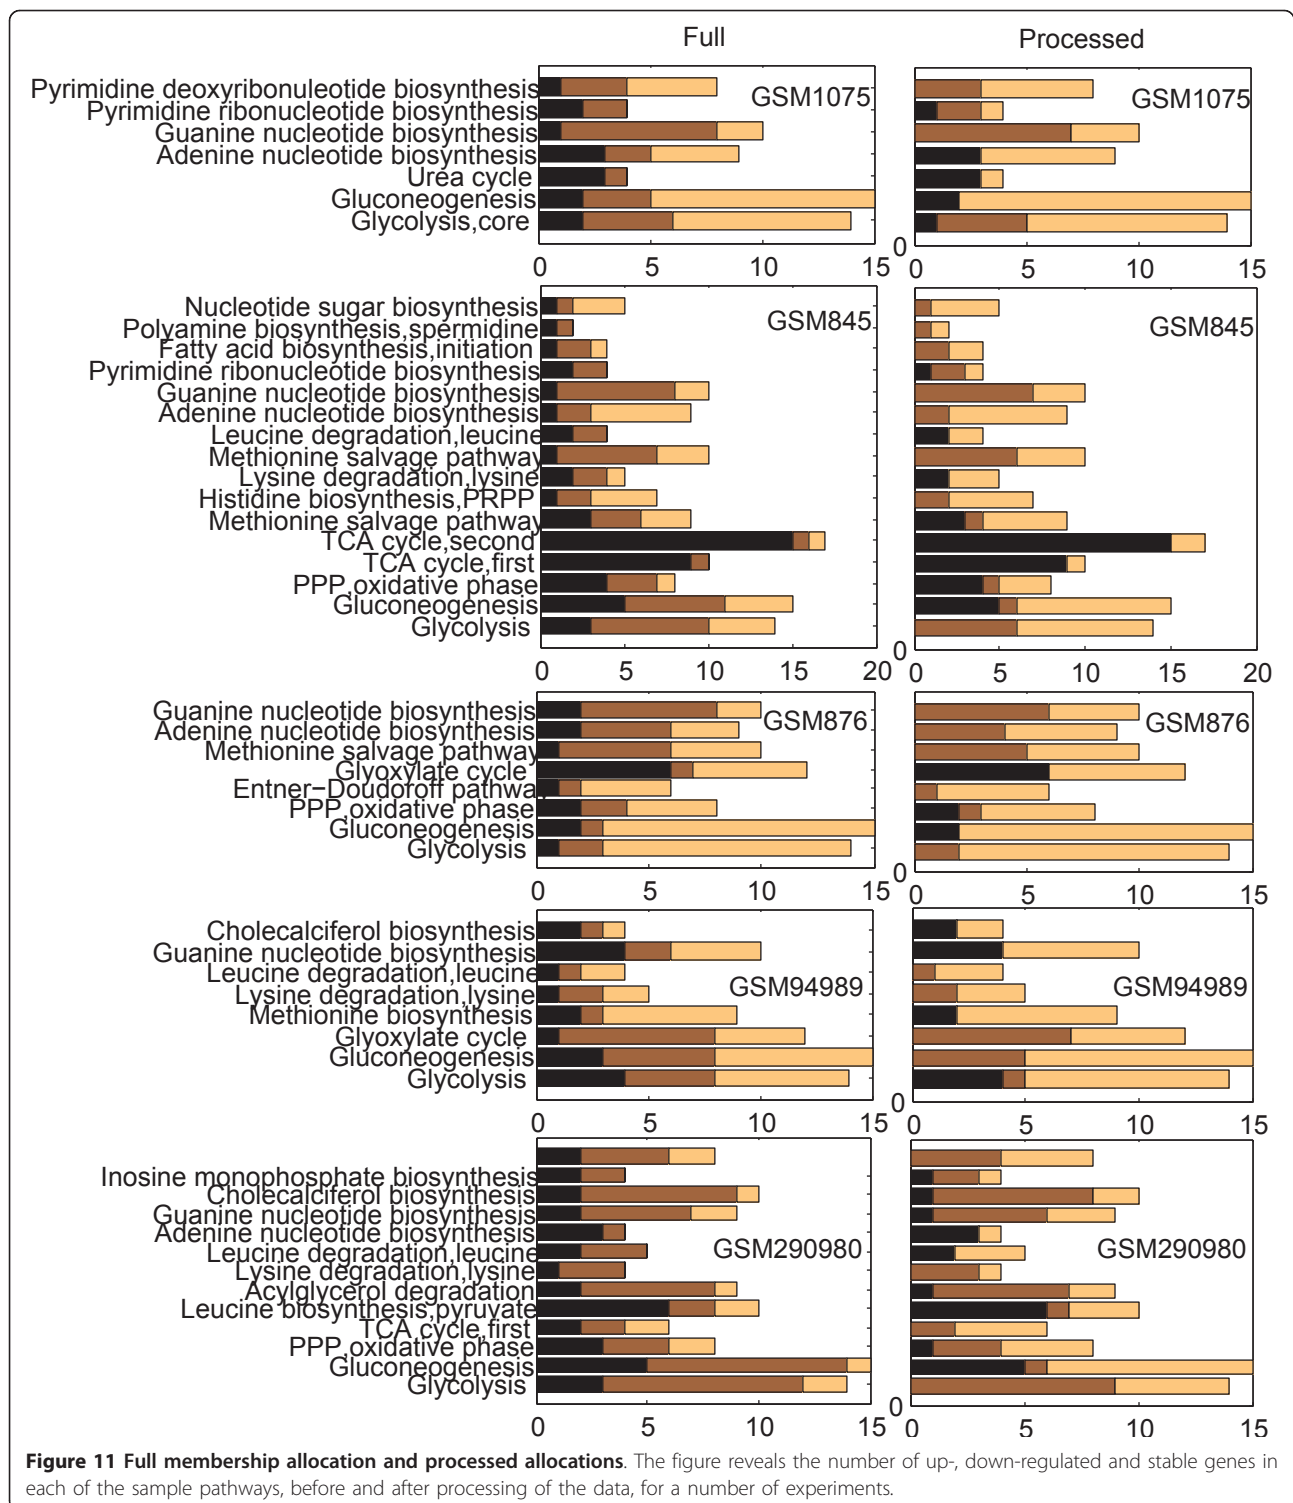 Full
Processed
Pyrimidine deoxyribonuleotide biosynthesis
Pyrimidine ribonucleotide biosynthesis
Guanine nucleotide biosynthesis
Adenine nucleotide biosynthesis
Urea cycle
Gluconeogenesis
Glycolysis,core
GSM1075
0 5 10 15
GSM1075
0
0 5 10 15
Nucleotide sugar biosynthesis
Polyamine biosynthesis,spermidine
Fatty acid biosynthesis,initiation
Pyrimidine ribonucleotide biosynthesis
Guanine nucleotide biosynthesis
Adenine nucleotide biosynthesis
Leucine degradation,leucine
Methionine salvage pathway
Lysine degradation,lysine
Histidine biosynthesis,PRPP
Methionine salvage pathway
TCA cycle,second
TCA cycle,first
PPP,oxidative phase
Gluconeogenesis
Glycolysis
GSM845
0 5 10 15 20
GSM845
0
0 5 10 15 20
Guanine nucleotide biosynthesis
Adenine nucleotide biosynthesis
Methionine salvage pathway
Glyoxylate cycle
Entner–Doudoroff pathwa
PPP,oxidative phase
Gluconeogenesis
Glycolysis
GSM876
0 5 10 15
GSM876
0
0 5 10 15
Cholecalciferol biosynthesis
Guanine nucleotide biosynthesis
Leucine degradation,leucine
Lysine degradation,lysine
Methionine biosynthesis
Glyoxylate cycle
Gluconeogenesis
Glycolysis
GSM94989
0 5 10 15
GSM94989
0
0 5 10 15
Inosine monophosphate biosynthesis
Cholecalciferol biosynthesis
Guanine nucleotide biosynthesis
Adenine nucleotide biosynthesis
Leucine degradation,leucine
Lysine degradation,lysine
Acylglycerol degradation
Leucine biosynthesis,pyruvate
TCA cycle,first
PPP,oxidative phase
Gluconeogenesis
Glycolysis
GSM290980
0 5 10 15
GSM290980
0
0 5 10 15
Figure 11 Full membership allocation and processed allocations. The figure reveals the number of up-, down-regulated and stable genes in
each of the sample pathways, before and after processing of the data, for a number of experiments.